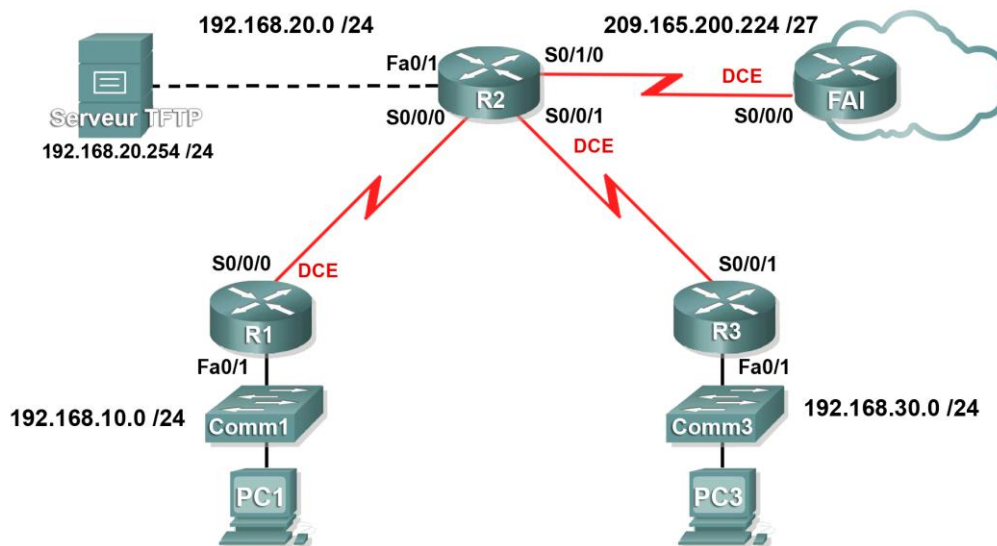 192.168.20.0 /24
209.165.200.224 /27
Fa0/1
S0/1/0
DCE
R2
FAI
Serveur TFTP
S0/0/0
S0/0/1
S0/0/0
192.168.20.254 /24
DCE
S0/0/0
DCE
S0/0/1
R1
R3
Fa0/1
Fa0/1
192.168.10.0 /24
Comm1
Comm3
192.168.30.0 /24
PC1
PC3